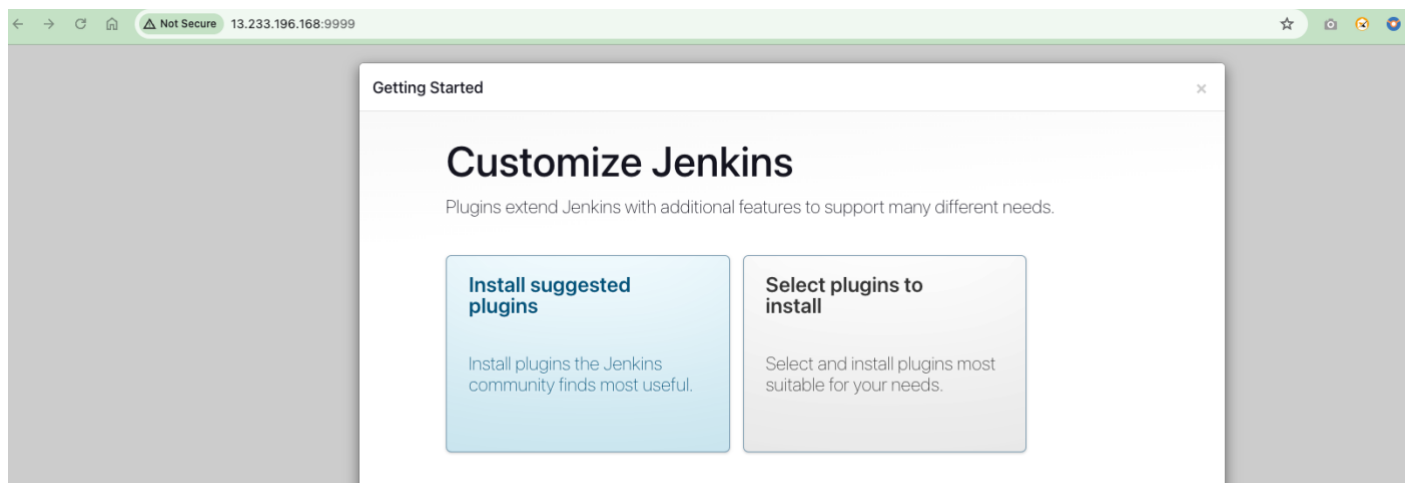 Not Secure 13.233.196.168:9999
Getting Started ×
Customize Jenkins
Plugins extend Jenkins with additional features to support many different needs.
Install suggested
plugins
Install plugins the Jenkins
community finds most useful.
Select plugins to
install
Select and install plugins most
suitable for your needs.